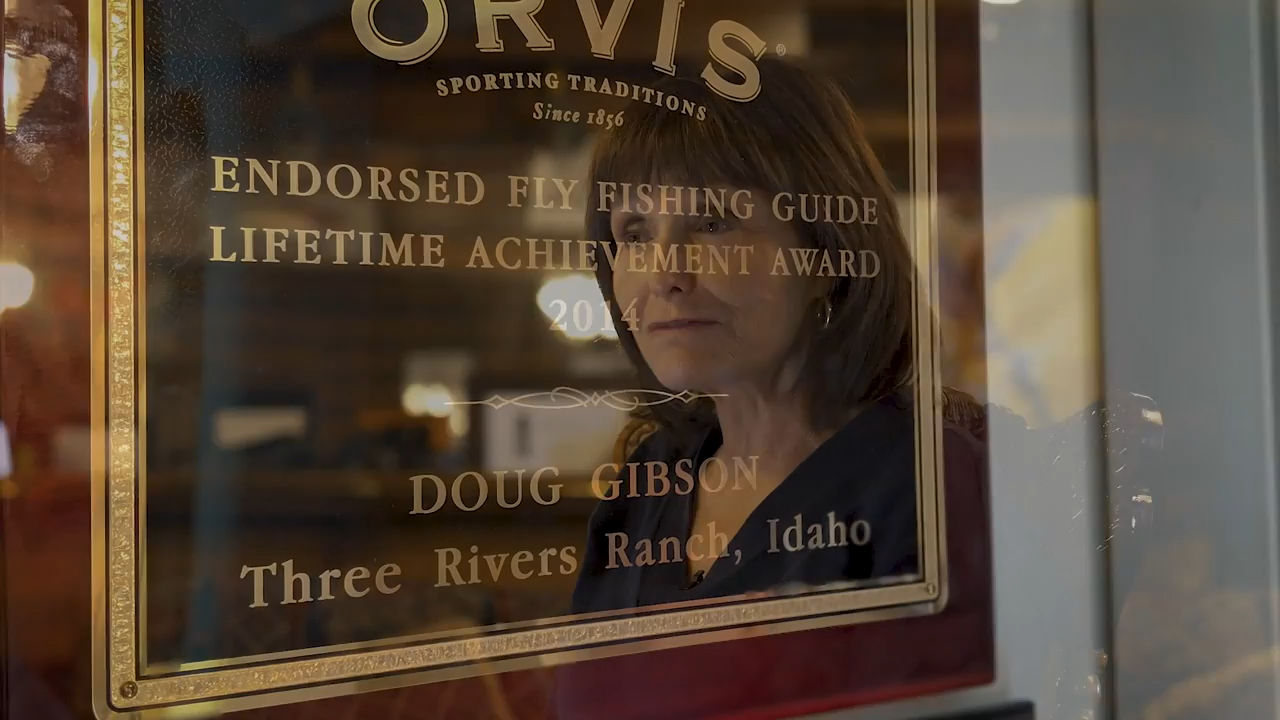 ORVIS®
SPORTING TRADITIONS
Since 1856
ENDORSED FLY FISHING GUIDE
LIFETIME ACHIEVEMENT AWARD
2014
DOUG GIBSON
Three Rivers Ranch, Idaho